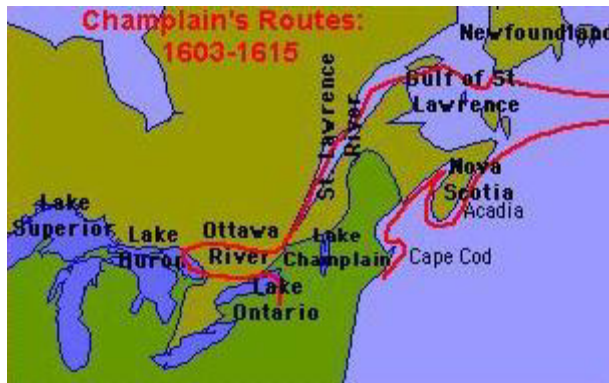 Champlain's Routes:
1603-1615
Newfoundland
Gulf of St.
Lawrence
St. Lawrence
River
Nova
Scotia
Acadia
Lake
Superior
Lake
Huron
Ottawa
River
Lake
Champlain
Cape Cod
Lake
Ontario